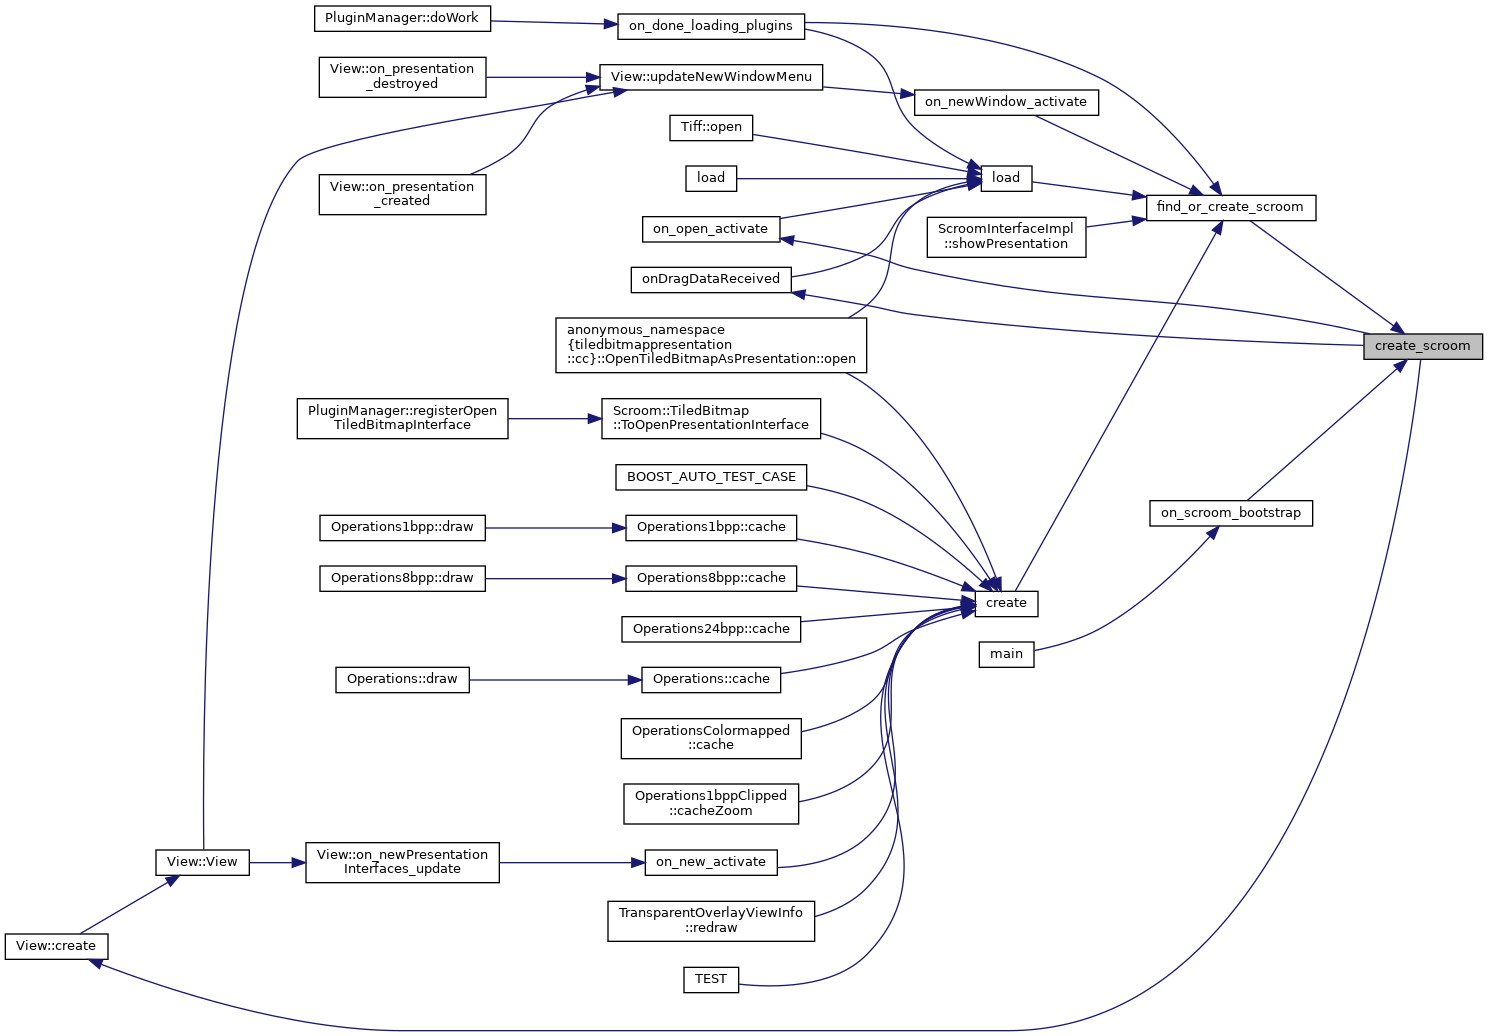 PluginManager::doWork
on_done_loading_plugins
View::on_presentation
_destroyed
View::updateNewWindowMenu
on_newWindow_activate
Tiff::open
load
load
View::on_presentation
_created
find_or_create_scroom
on_open_activate
ScroomInterfaceImpl
::showPresentation
onDragDataReceived
anonymous_namespace
{tiledbitmappresentation
::cc}::OpenTiledBitmapAsPresentation::open
create_scroom
PluginManager::registerOpen
TiledBitmapInterface
Scroom::TiledBitmap
::ToOpenPresentationInterface
BOOST_AUTO_TEST_CASE
on_scroom_bootstrap
Operations1bpp::draw
Operations1bpp::cache
Operations8bpp::draw
Operations8bpp::cache
create
Operations24bpp::cache
main
Operations::draw
Operations::cache
OperationsColormapped
::cache
Operations1bppClipped
::cacheZoom
View::View
View::on_newPresentation
Interfaces_update
on_new_activate
TransparentOverlayViewInfo
::redraw
View::create
TEST